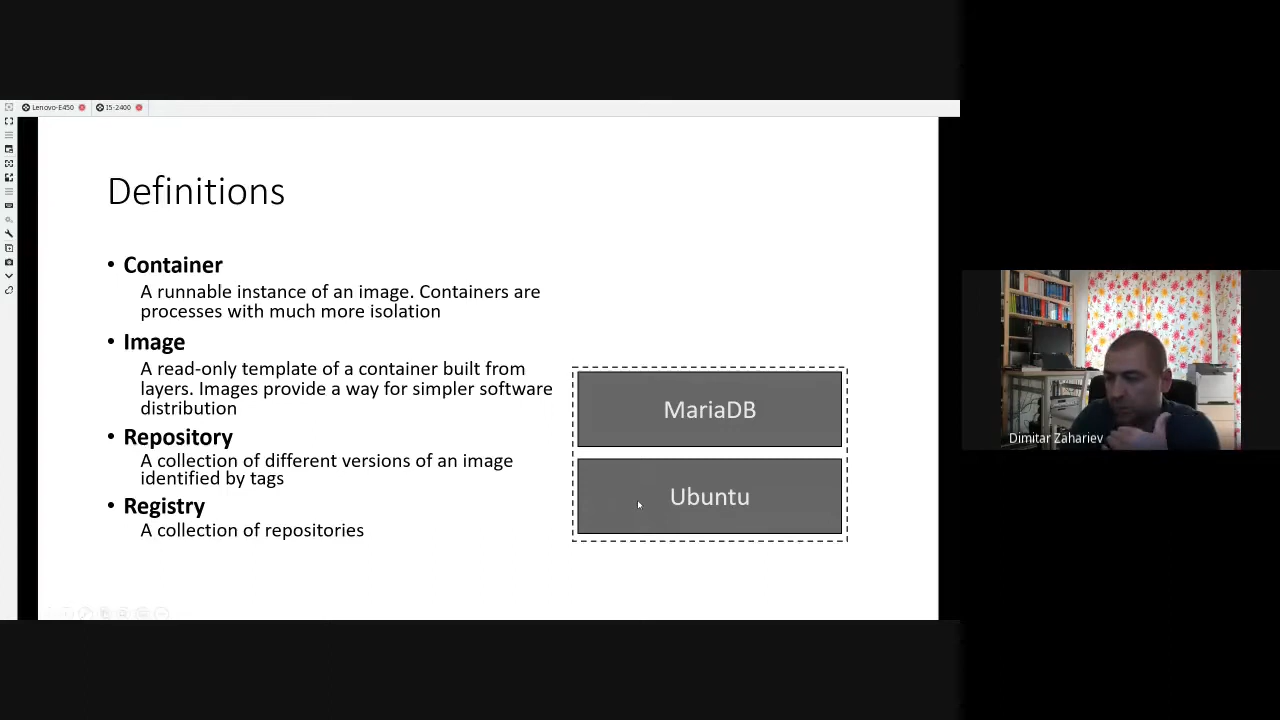 Lenovo-E450
I5-2400
Definitions
• Container
A runnable instance of an image. Containers are
processes with much more isolation
• Image
A read-only template of a container built from
layers. Images provide a way for simpler software
distribution
• Repository
A collection of different versions of an image
identified by tags
• Registry
A collection of repositories
MariaDB
Ubuntu
Dimitar Zahariev